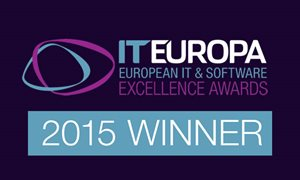 IT EUROPA
EUROPEAN IT & SOFTWARE
EXCELLENCE AWARDS
2015 WINNER